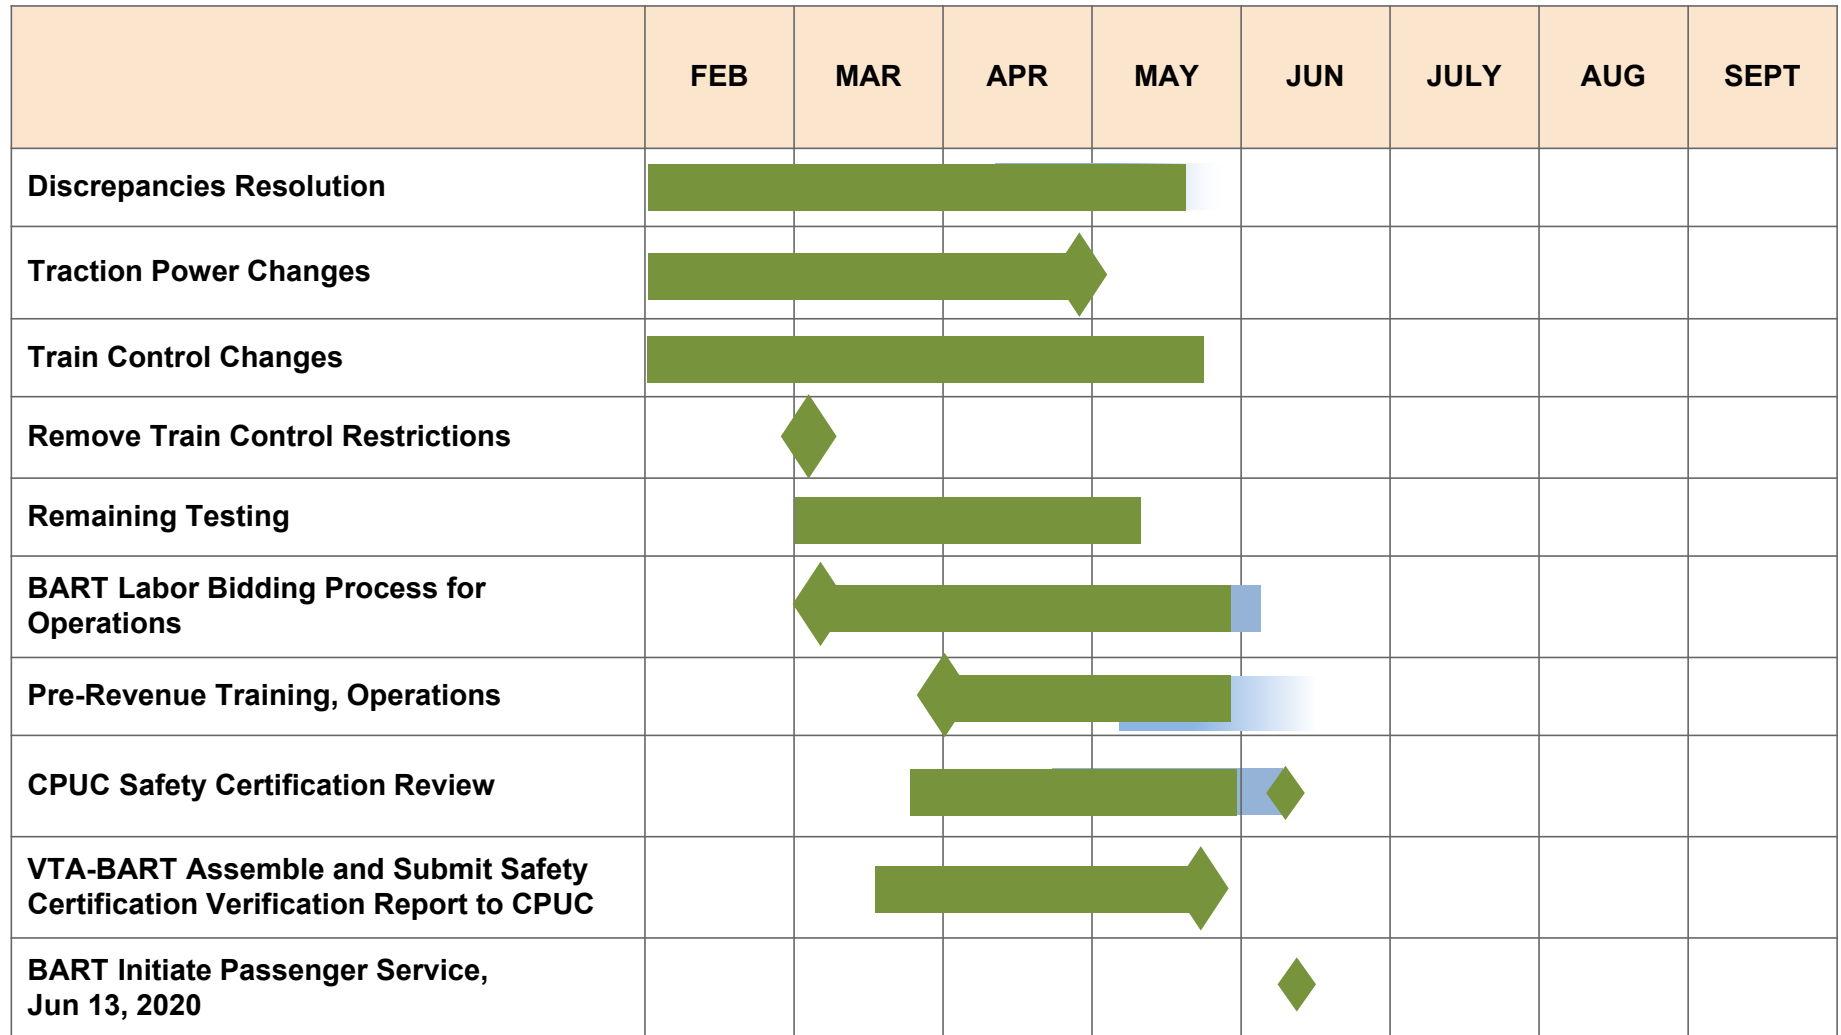 FEB MAR APR MAY JUN JULY AUG SEPT
Discrepancies Resolution
Traction Power Changes
Train Control Changes
Remove Train Control Restrictions
Remaining Testing
BART Labor Bidding Process for
Operations
Pre-Revenue Training, Operations
CPUC Safety Certification Review
VTA-BART Assemble and Submit Safety
Certification Verification Report to CPUC
BART Initiate Passenger Service,
Jun 13, 2020